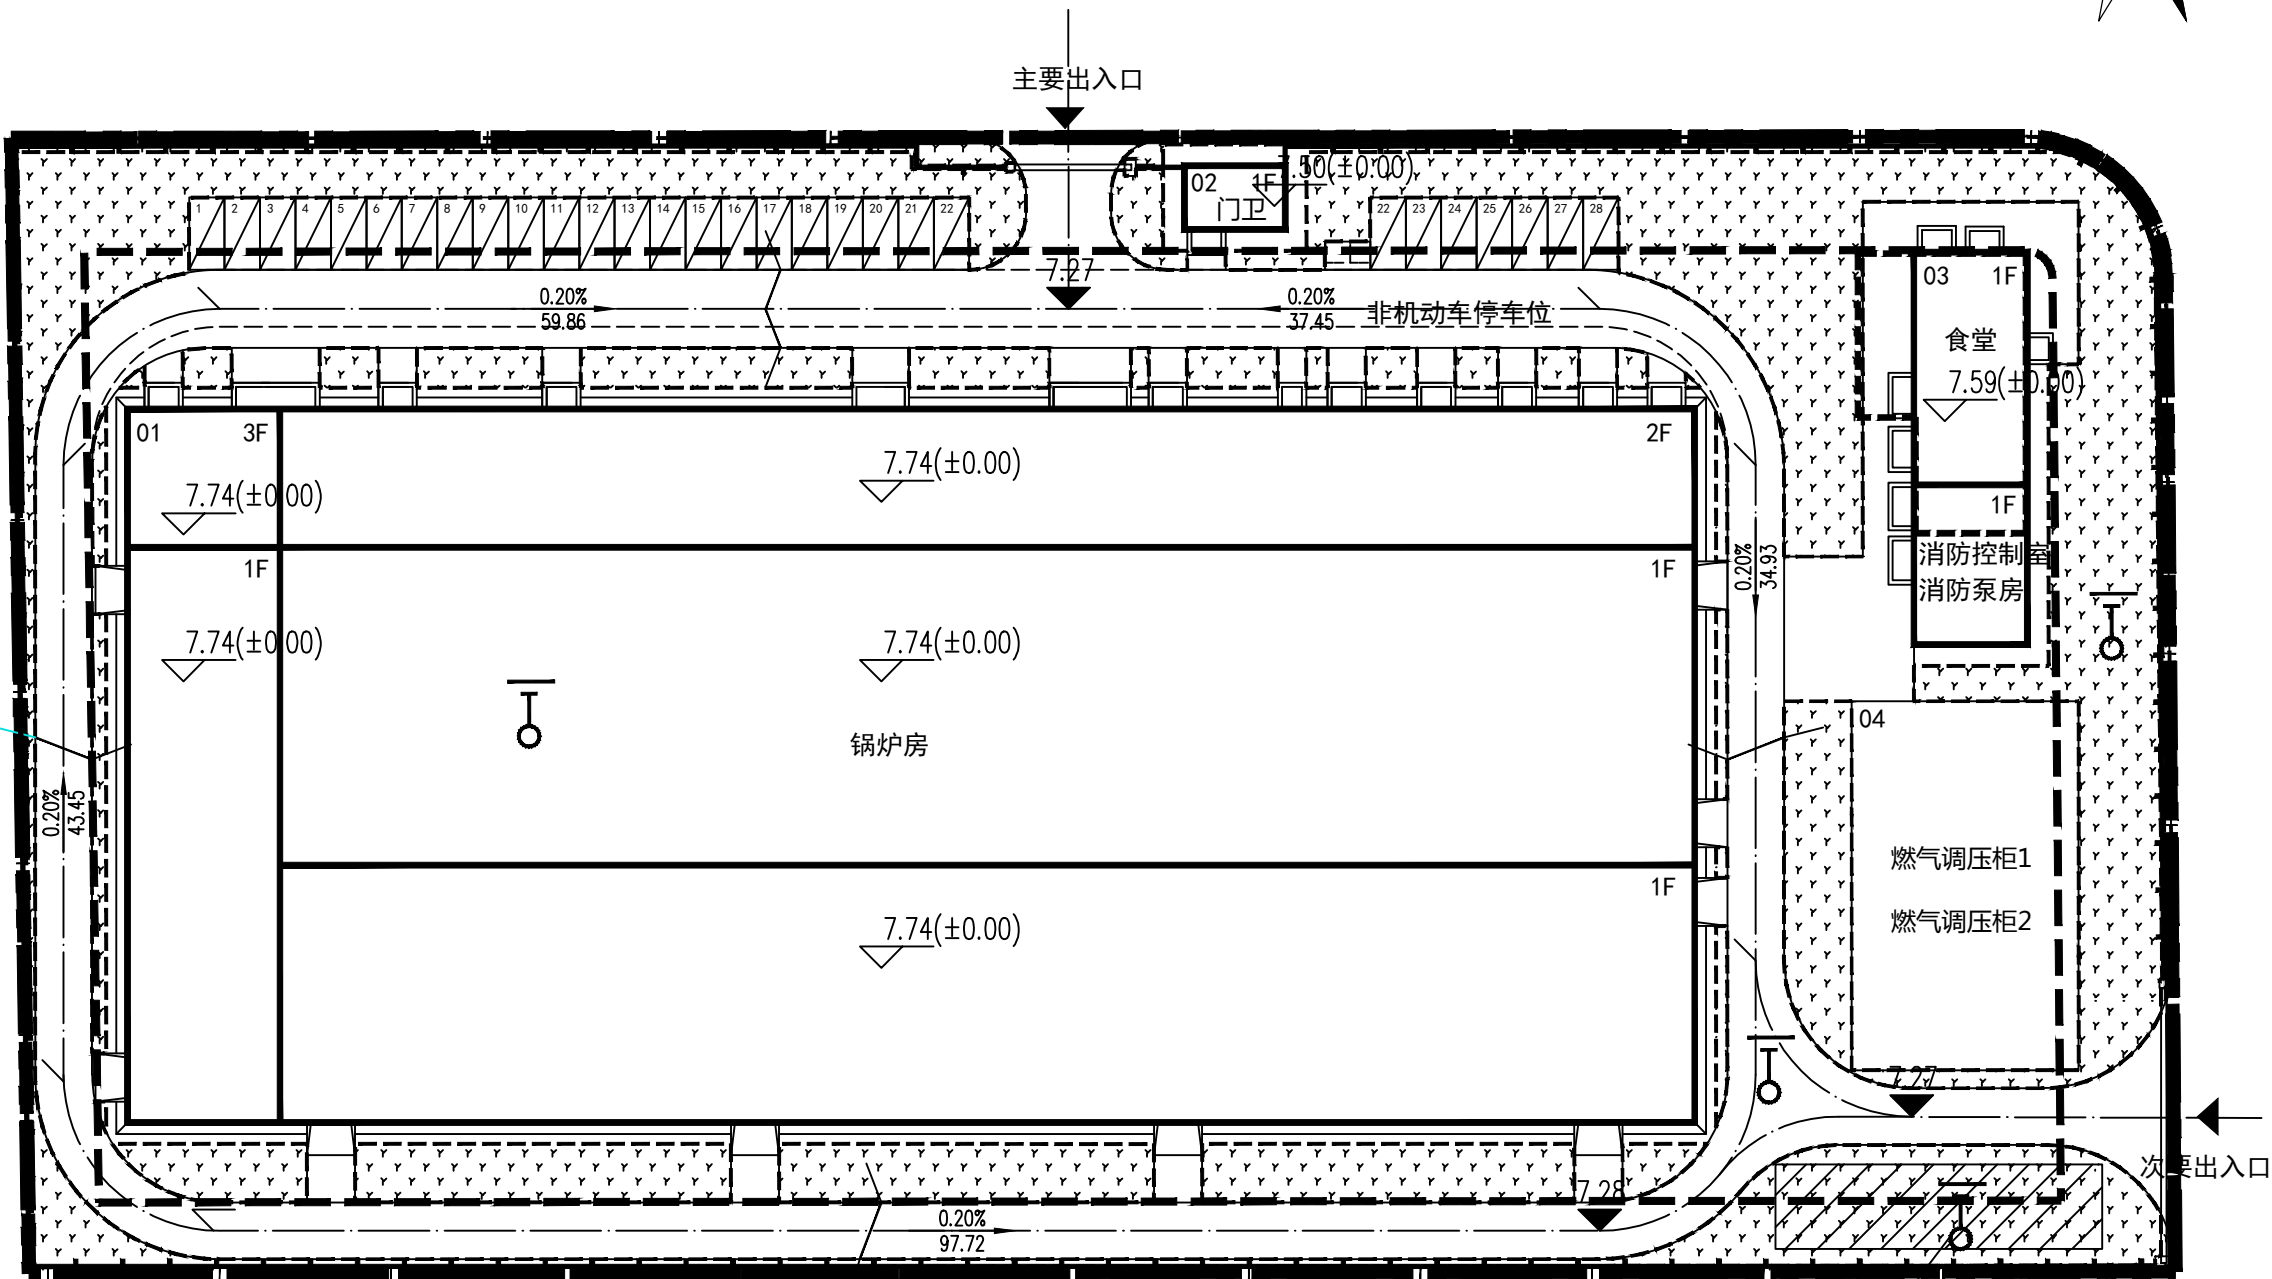 主要出入口
02 1F 7.50(±0.00)
门卫
1 2 3 4 5 6 7 8 9 10 11 12 13 14 15 16 17 18 19 20 21 22
22 23 24 25 26 27 28
7.27
0.20%
59.86
0.20%
37.45
非机动车停车位
03 1F
食堂
7.59(±0.00)
01 3F
2F
7.74(±0.00)
7.74(±0.00)
1F
1F
1F
消防控制室
消防泵房
0.20%
34.93
7.74(±0.00)
7.74(±0.00)
04
锅炉房
0.20%
43.45
燃气调压柜1
燃气调压柜2
1F
7.74(±0.00)
7.27
次要出入口
7.28
0.20%
97.72